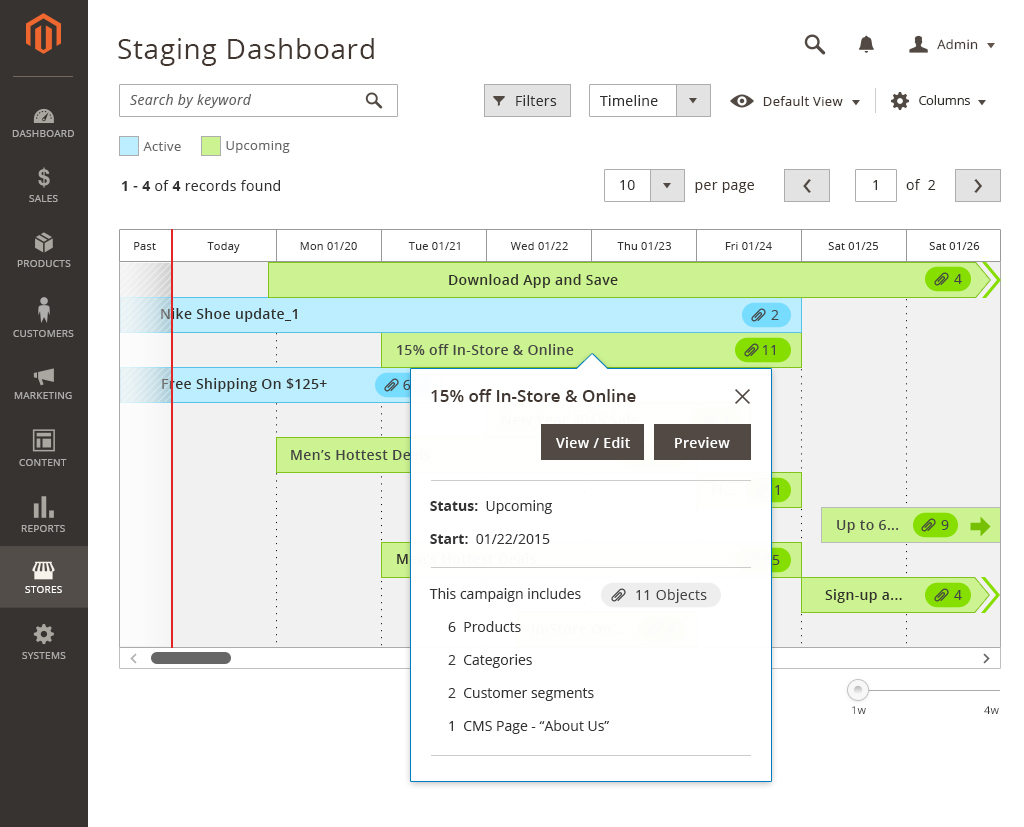 Staging Dashboard
Admin
Search by keyword
Filters
Timeline
Default View
Columns
Active
Upcoming
1 - 4 of 4 records found
10
per page
1
of 2
DASHBOARD
SALES
PRODUCTS
CUSTOMERS
MARKETING
CONTENT
REPORTS
STORES
SYSTEMS
Past
Today
Mon 01/20
Tue 01/21
Wed 01/22
Thu 01/23
Fri 01/24
Sat 01/25
Sat 01/26
Download App and Save
4
Nike Shoe update_1
2
15% off In-Store & Online
11
Free Shipping On $125+
6
Men’s Hottest De
1
Up to 6...
9
M
5
Sign-up a...
4
15% off In-Store & Online
View / Edit
Preview
Status: Upcoming
Start: 01/22/2015
This campaign includes
11 Objects
6 Products
2 Categories
2 Customer segments
1 CMS Page - “About Us”
1w
4w